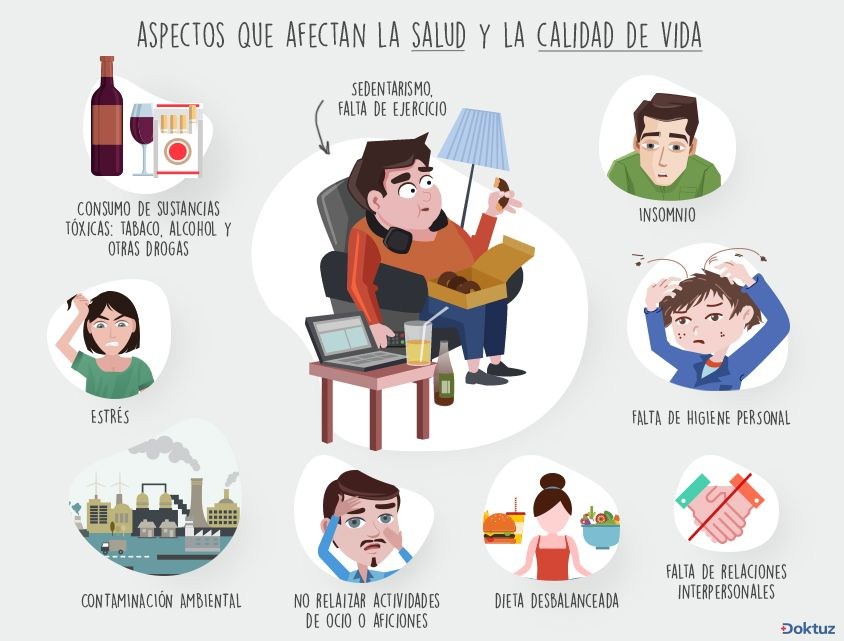 ASPECTOS QUE AFECTAN LA SALUD Y LA CALIDAD DE VIDA
SEDENTARISMO,
FALTA DE EJERCICIO
CONSUMO DE SUSTANCIAS
TÓXICAS: TABACO, ALCOHOL Y
OTRAS DROGAS
INSOMNIO
ESTRÉS
FALTA DE HIGIENE PERSONAL
CONTAMINACIÓN AMBIENTAL
NO RELAIZAR ACTIVIDADES
DE OCIO O AFICIONES
DIETA DESBALANCEADA
FALTA DE RELACIONES
INTERPERSONALES
Doktuz